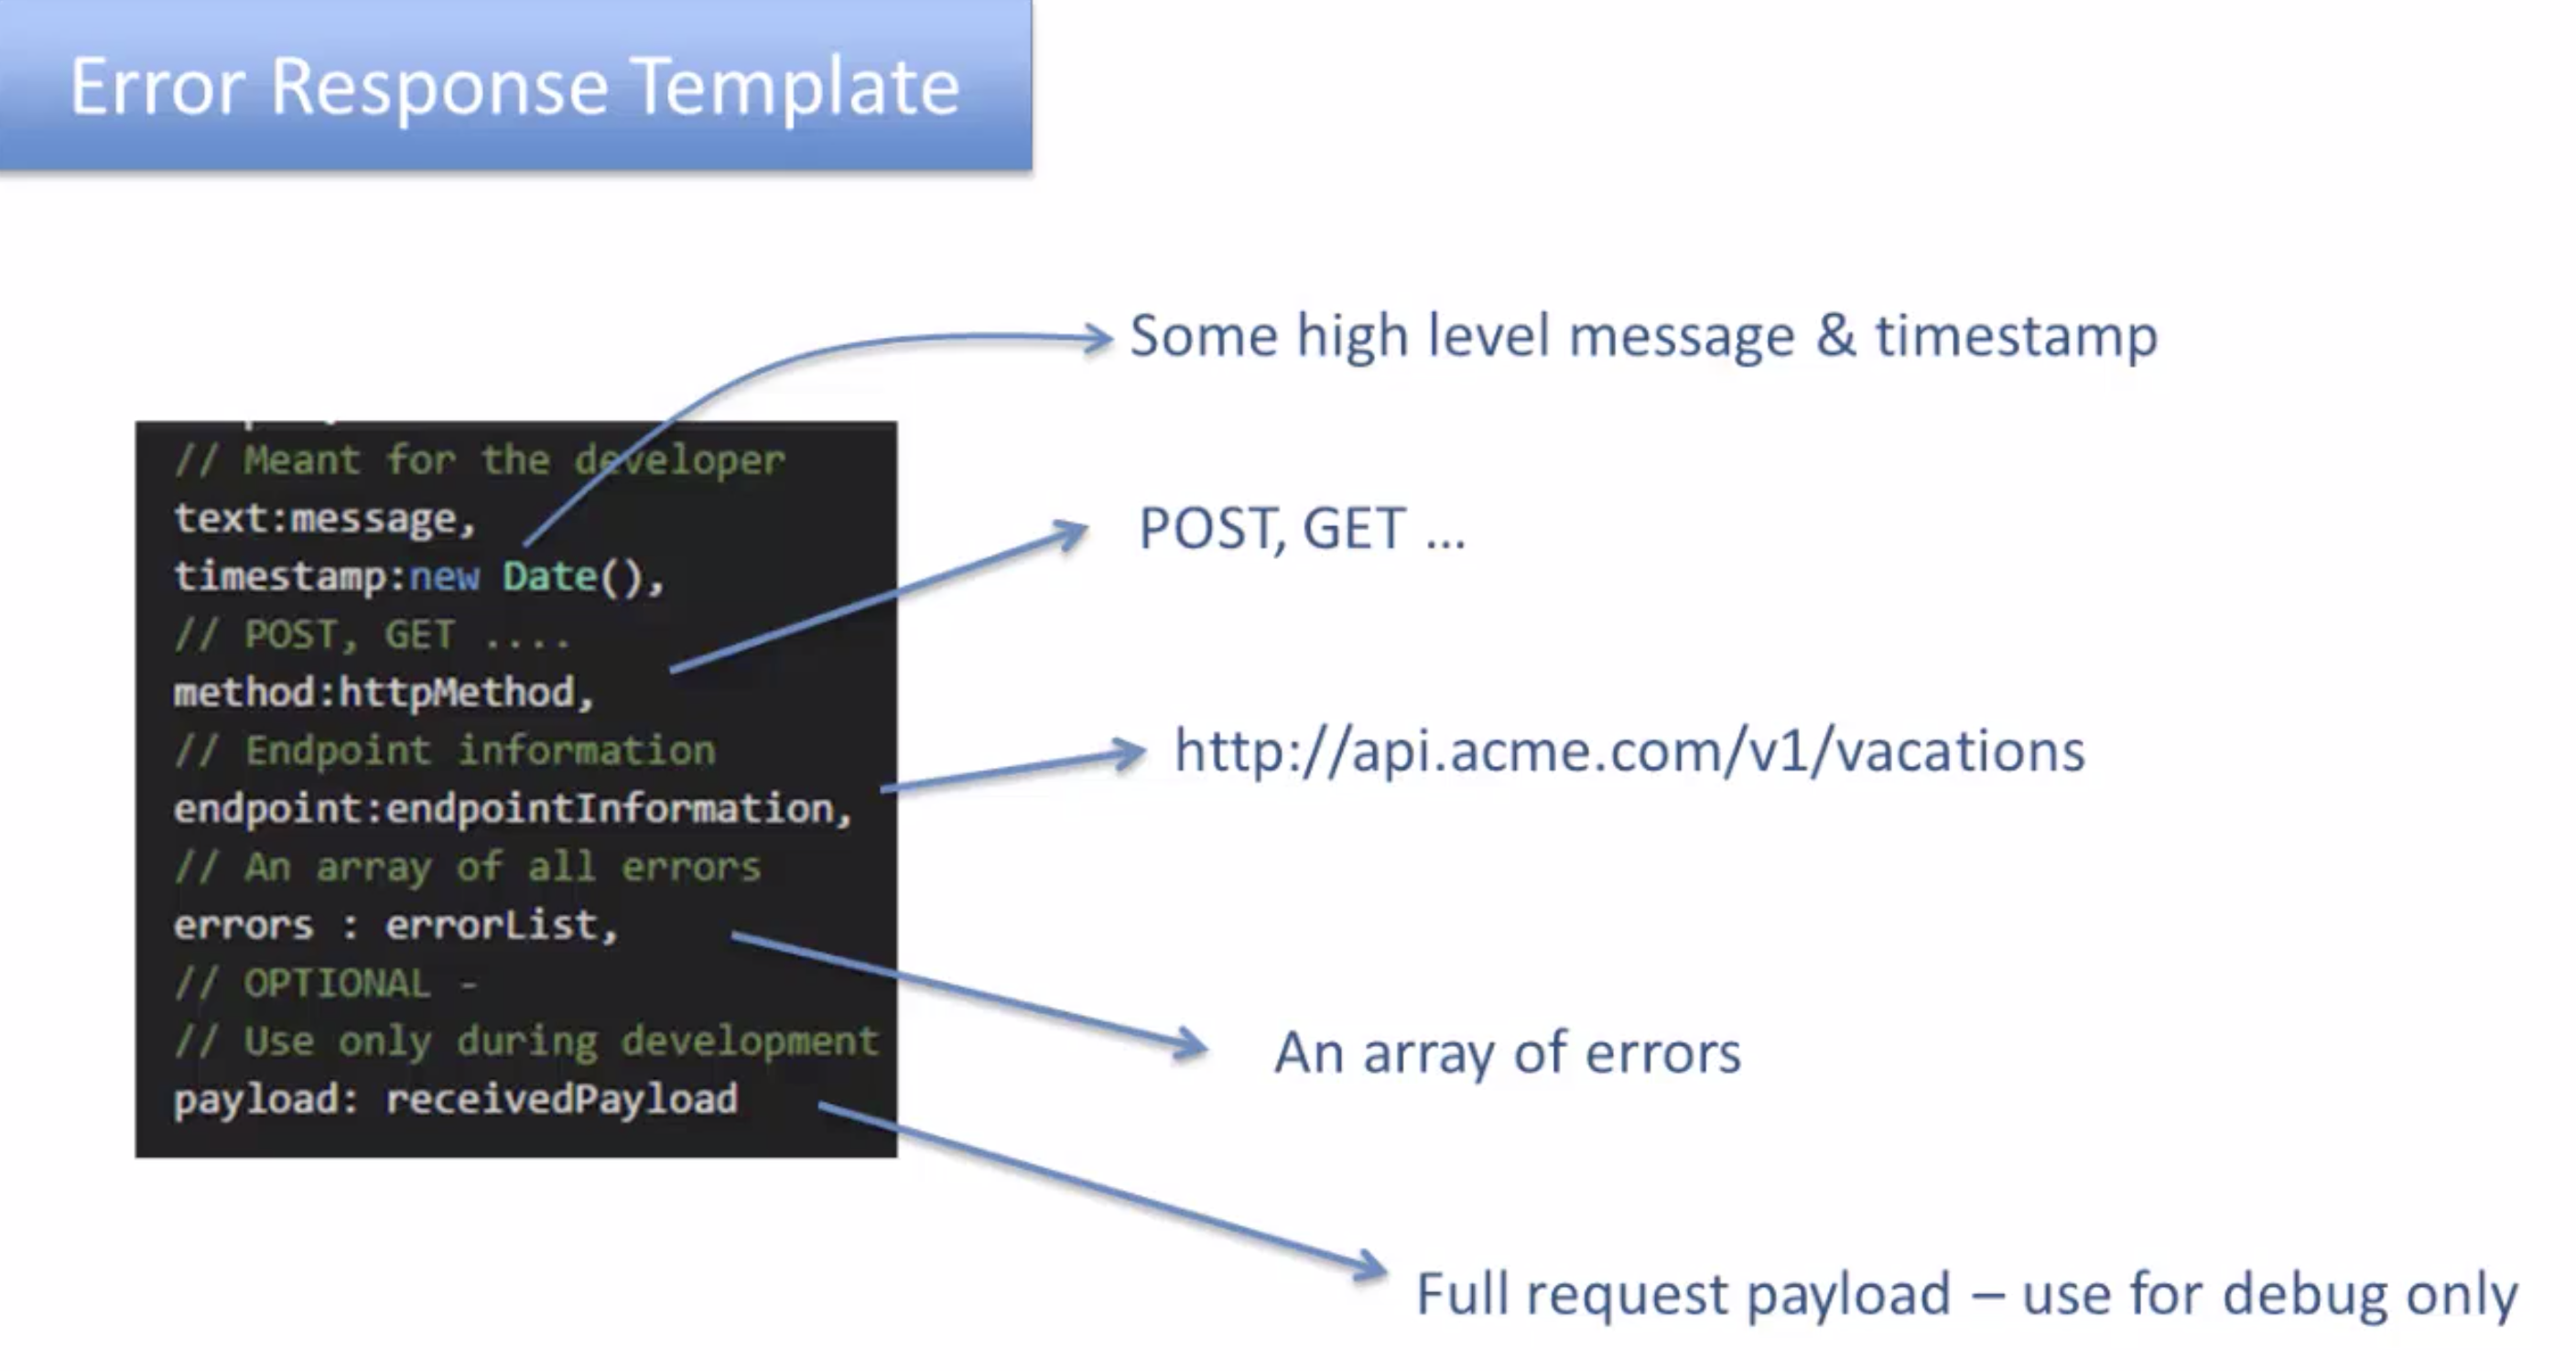 Error Response Template
Some high level message & timestamp
// Meant for the developer
text:message,
timestamp:new Date(),
// POST, GET ....
method:httpMethod,
// Endpoint information
endpoint:endpointInformation,
// An array of all errors
errors : errorList,
// OPTIONAL -
// Use only during development
payload: receivedPayload
POST, GET ...
http://api.acme.com/v1/vacations
An array of errors
Full request payload – use for debug only